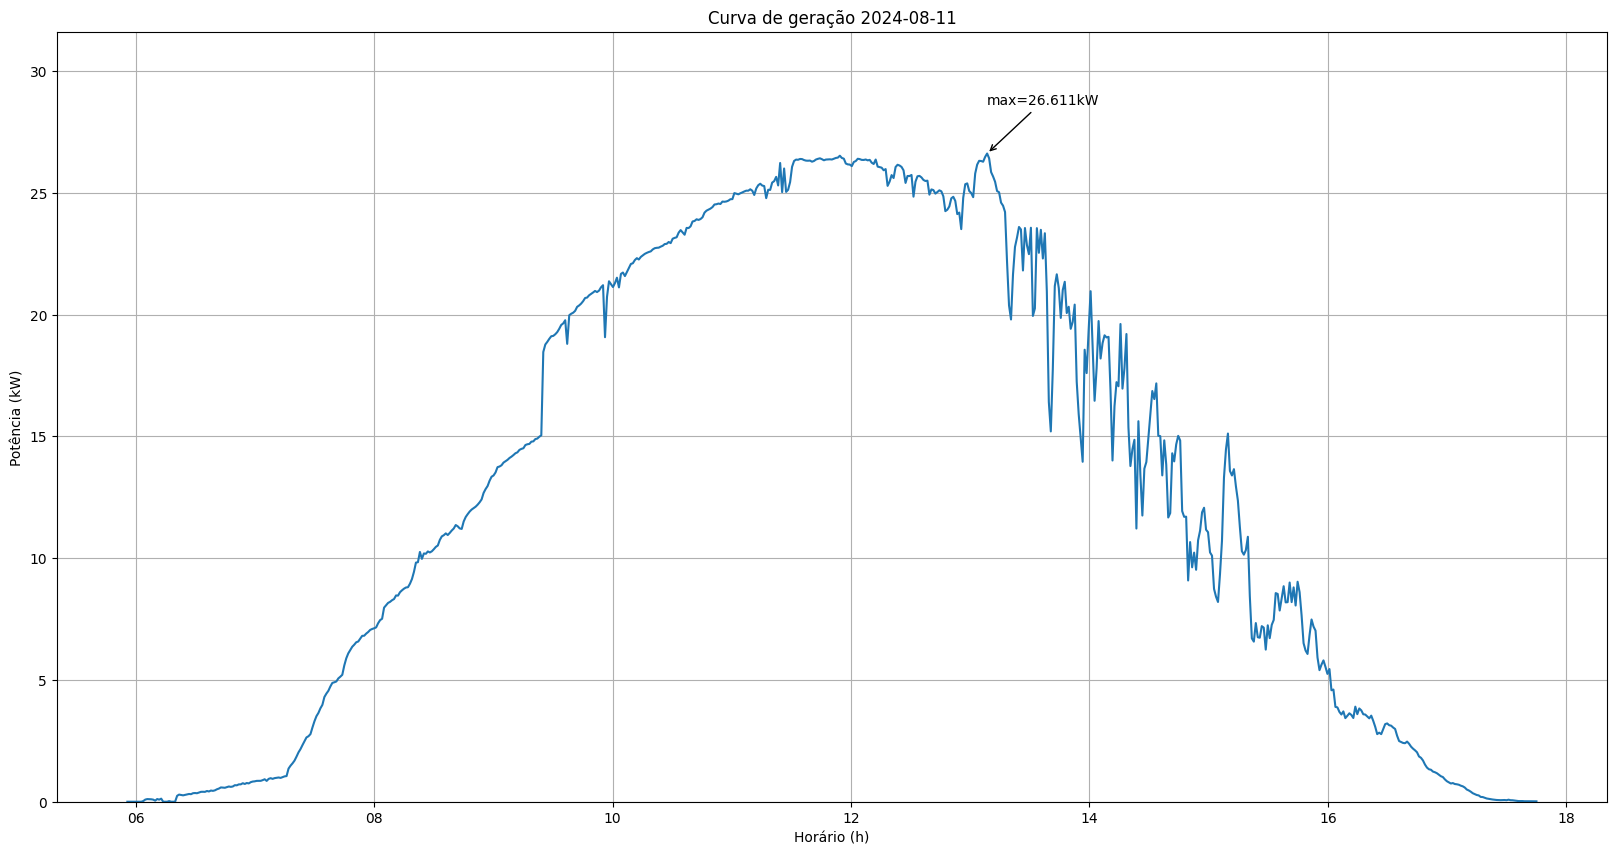 Curva de geração 2024-08-11
30
max=26.611kW
25
20
15
10
5
0
Potência (kW)
06 08 10 12 14 16 18
Horário (h)